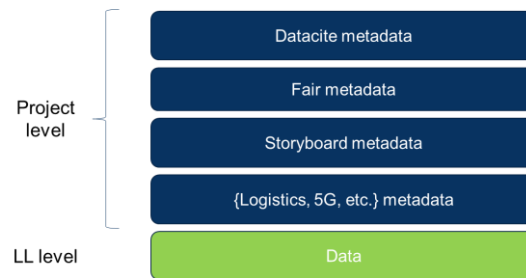 Datacite metadata
Fair metadata
Project
level
Storyboard metadata
{Logistics, 5G, etc.} metadata
LL level
Data